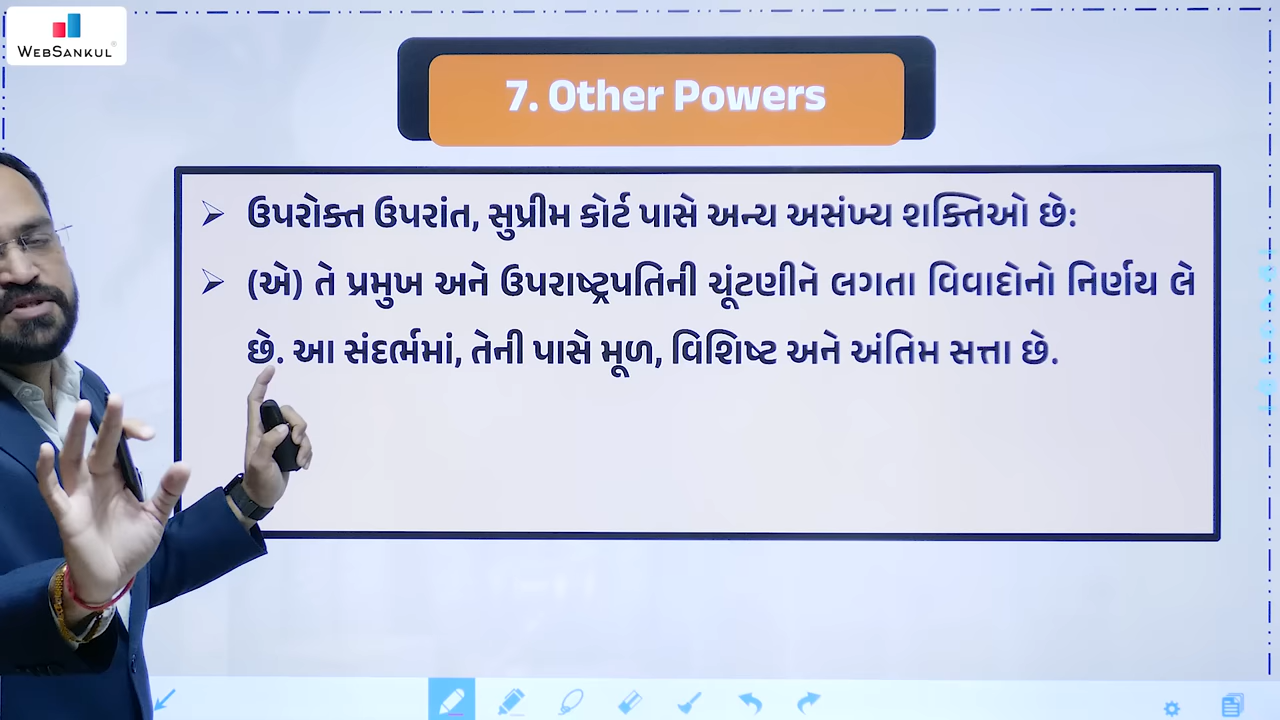 WEBSANKUL
7. Other Powers
ઉપરોક્ત ઉપરાંત, સુપ્રીમ કોર્ટ પાસે અન્ય અસંખ્ય શક્તિઓ છેઃ
(એ) તે પ્રમુખ અને ઉપરાષ્ટ્રપતિની ચૂંટણીને લગતા વિવાદોનો નિર્ણય લે
છે. આ સંદર્ભમાં, તેની પાસે મૂળ, વિશિષ્ટ અને અંતિમ સત્તા છે.